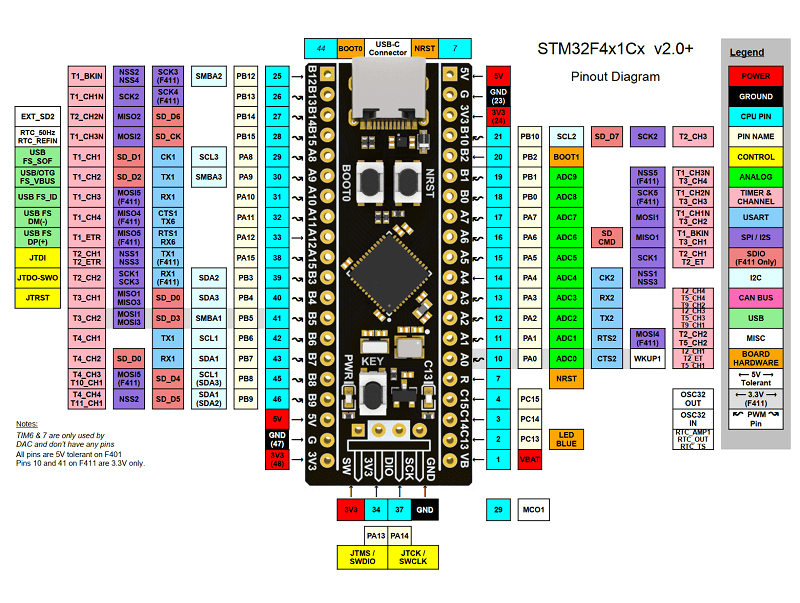 STM32F4x1Cx v2.0+
Pinout Diagram
44 BOOT0 USB-C Connector NRST 7
T1_BKIN NSS2 NSS4 SCK3 (F411) SMBA2 PB12 25
T1_CH1N SCK2 SCK4 (F411) PB13 26
EXT_SD2 T1_CH2N MISO2 SD_D6 PB14 27
RTC_50Hz RTC_REFIN T1_CH3N MOSI2 SD_CK PB15 28
USB FS_SOF T1_CH1 SD_D1 CK1 SCL3 PA8 29
USB/OTG FS_VBUS T1_CH2 SD_D2 TX1 SMBA3 PA9 30
USB FS_ID T1_CH3 MOSI5 (F411) RX1 PA10 31
USB FS DM(-) T1_CH4 MISO4 (F411) CTS1 TX6 PA11 32
USB FS DP(+) T1_ETR MISO5 (F411) RTS1 RX6 PA12 33
JTDI T2_CH1 T2_ETR NSS1 NSS3 TX1 (F411) PA15 38
JTDO-SWO T2_CH2 SCK1 SCK3 RX1 (F411) SDA2 PB3 39
JTRST T3_CH1 MISO1 MISO3 SD_D0 SDA3 PB4 40
T3_CH2 MOSI1 MOSI3 SD_D3 SMBA1 PB5 41
T4_CH1 TX1 SCL1 PB6 42
T4_CH2 SD_D0 RX1 SDA1 PB7 43
T4_CH3 T10_CH1 MOSI5 (F411) SD_D4 SCL1 (SDA3) PB8 45
T4_CH4 T11_CH1 NSS2 SD_D5 SDA1 (SDA2) PB9 46
5V
GND (47)
3V3 (48)
B12 B13 B14 B15 A8 A9 A10 A11 A12 A15 B3 B4 B5 B6 B7 B8 B9 5V G 3V3
BOOT0 NRST
PWR KEY C13
SW 3V3 DIO SCK GND
5V G 3V3 B10 B2 B1 B0 A7 A6 A5 A4 A3 A2 A1 A0 R C15 C14 C13 VB
5V
GND (23)
3V3 (24)
21 PB10 SCL2 SD_D7 SCK2 T2_CH3
20 PB2 BOOT1
19 PB1 ADC9 NSS5 (F411) T1_CH3N T3_CH4
18 PB0 ADC8 SCK5 (F411) T1_CH2N T3_CH3
17 PA7 ADC7 MOSI1 T1_CH1N T3_CH2
16 PA6 ADC6 SD CMD MISO1 T1_BKIN T3_CH1
15 PA5 ADC5 SCK1 T2_CH1 T2_ET
14 PA4 ADC4 CK2 NSS1 NSS3
13 PA3 ADC3 RX2 T2_CH4 T5_CH4 T9_CH2
12 PA2 ADC2 TX2 T2_CH3 T5_CH3 T9_CH1
11 PA1 ADC1 RTS2 MOSI4 (F411) T2_CH2 T5_CH2
10 PA0 ADC0 CTS2 WKUP1 T2_CH1 T2_ET T5_CH1
7 NRST
4 PC15 OSC32 OUT
3 PC14 OSC32 IN
2 PC13 LED BLUE RTC_AMP1 RTC_OUT RTC_TS
1 VBAT
29 MCO1
3V3 34 37 GND
PA13 PA14
JTMS / SWDIO JTCK / SWCLK
Notes:
TIM6 & 7 are only used by
DAC and don't have any pins
All pins are 5V tolerant on F401
Pins 10 and 41 on F411 are 3.3V only.
Legend
POWER
GROUND
CPU PIN
PIN NAME
CONTROL
ANALOG
TIMER & CHANNEL
USART
SPI / I2S
SDIO (F411 Only)
I2C
CAN BUS
USB
MISC
BOARD HARDWARE
5V Tolerant
3.3V (F411)
PWM Pin